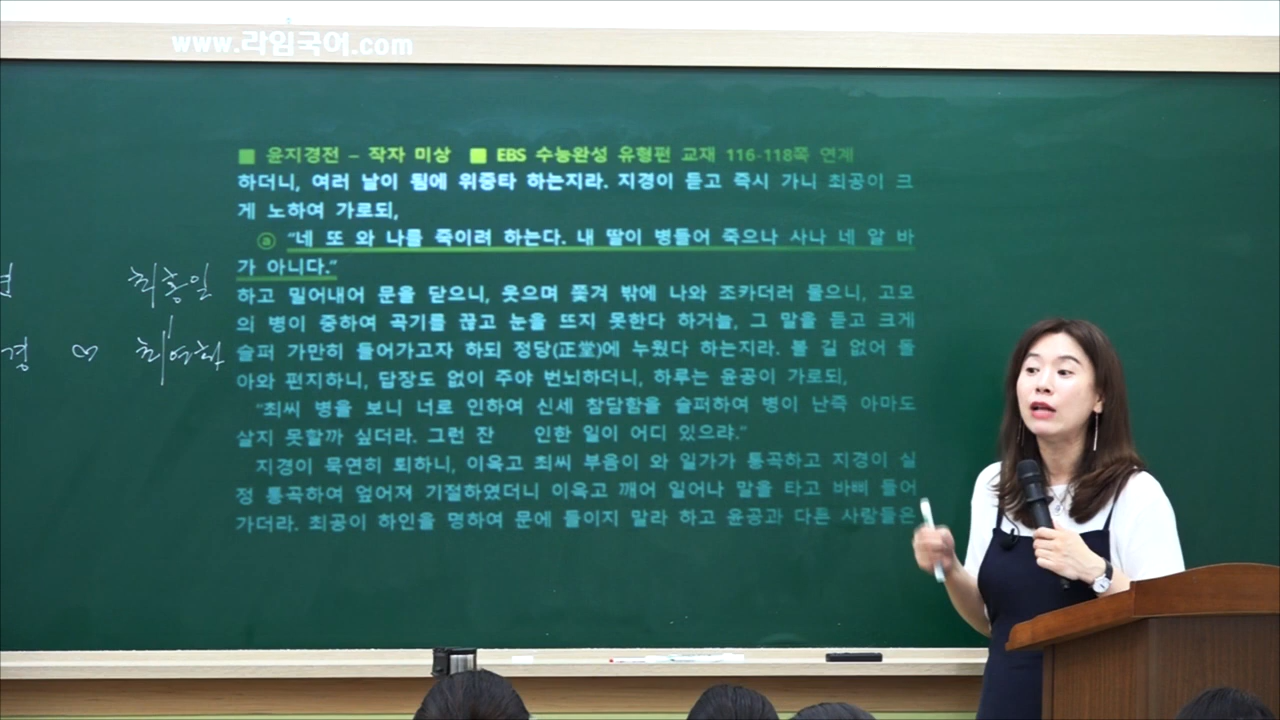 www.라임국어.com
■ 윤지경전 – 작자 미상 ■ EBS 수능완성 유형편 교재 116-118쪽 연계
하더니, 여러 날이 됨에 위중타 하는지라. 지경이 듣고 즉시 가니 최공이 크
게 노하여 가로되,
ⓐ “네 또 와 나를 죽이려 하는다. 내 딸이 병들어 죽으나 사나 네 알 바
가 아니다.”
하고 밀어내어 문을 닫으니, 웃으며 쫓겨 밖에 나와 조카더러 물으니, 고모
의 병이 중하여 곡기를 끊고 눈을 뜨지 못한다 하거늘, 그 말을 듣고 크게
슬퍼 가만히 들어가고자 하되 정당(正堂)에 누웠다 하는지라. 볼 길 없어 돌
아와 편지하니, 답장도 없이 주야 번뇌하더니, 하루는 윤공이 가로되,
“최씨 병을 보니 너로 인하여 신세 참담함을 슬퍼하여 병이 난즉 아마도
살지 못할까 싶더라. 그런 잔 인한 일이 어디 있으랴.”
지경이 묵연히 퇴하니, 이윽고 최씨 부음이 와 일가가 통곡하고 지경이 실
정 통곡하여 엎어져 기절하였더니 이윽고 깨어 일어나 말을 타고 바삐 들어
가더라. 최공이 하인을 명하여 문에 들이지 말라 하고 윤공과 다른 사람들은
최홍일
경 ♡ 최연화